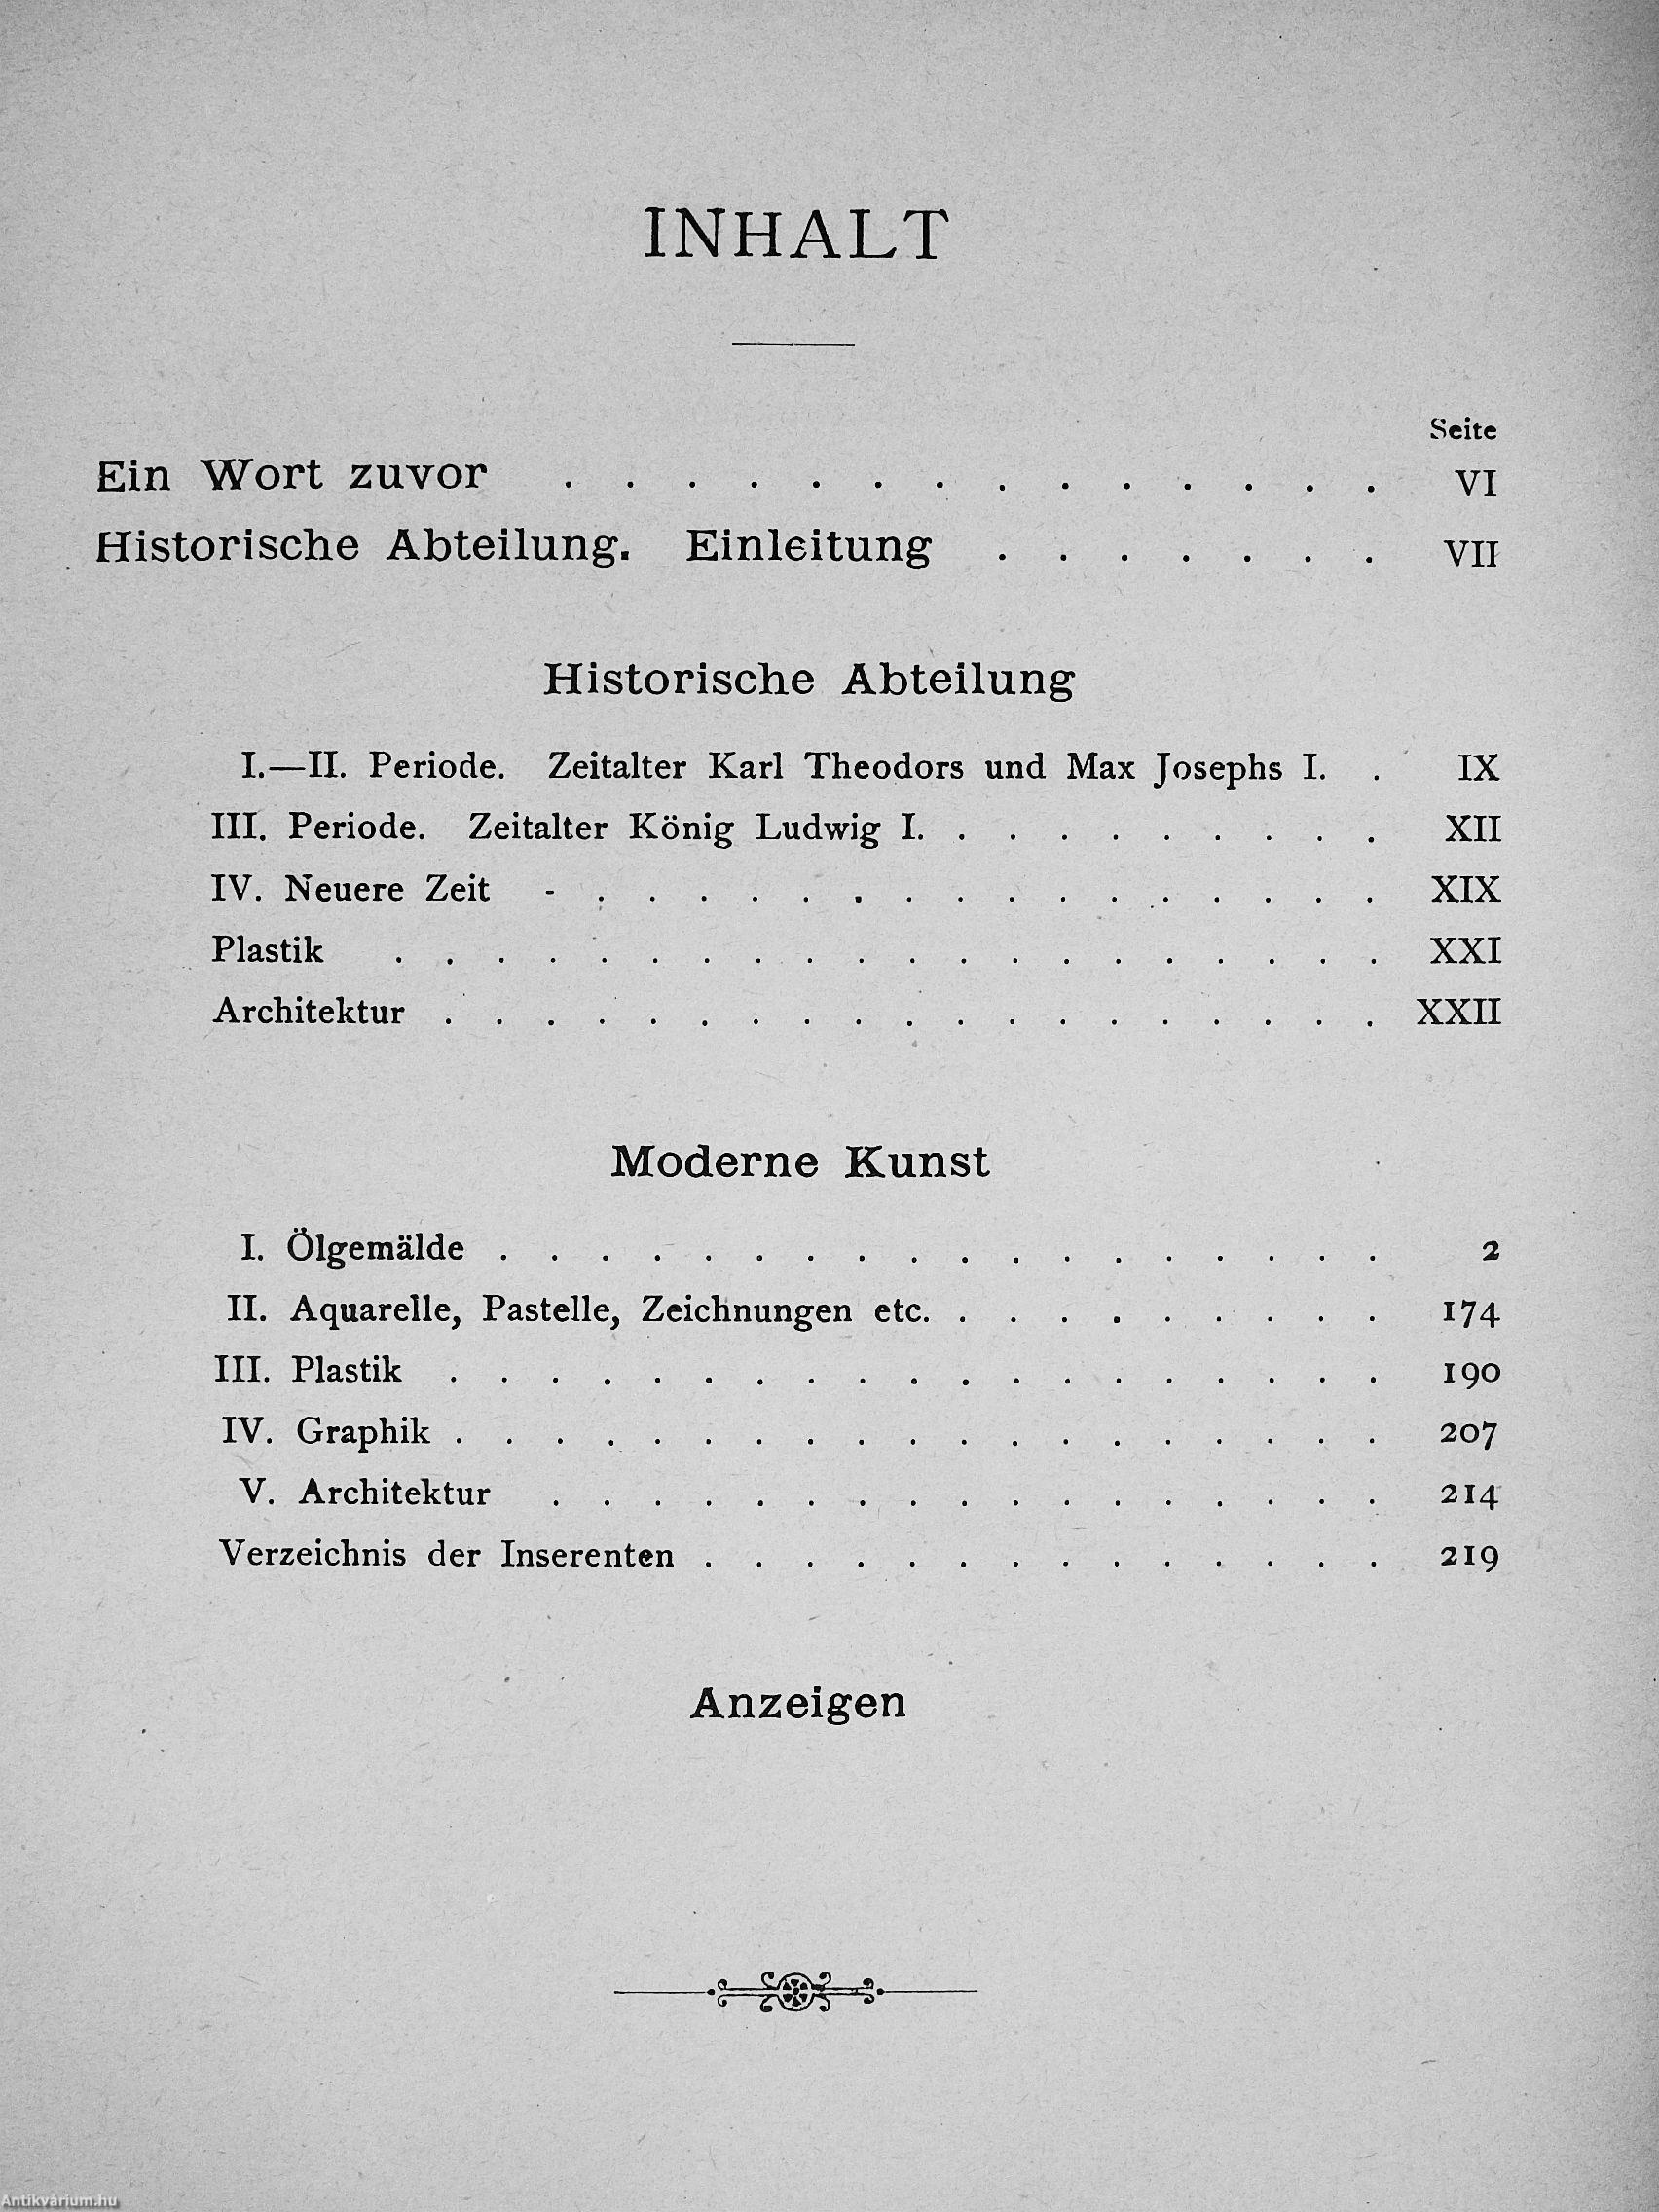 INHALT
Seite
Ein Wort zuvor . . . . . . . . . . . . . . VI
Historische Abteilung. Einleitung . . . . . . . VII
Historische Abteilung
I.—II. Periode. Zeitalter Karl Theodors und Max Josephs I. . IX
III. Periode. Zeitalter König Ludwig I. . . . . . . . . . XII
IV. Neuere Zeit - . . . . . . . . . . . . . . . . XIX
Plastik . . . . . . . . . . . . . . . . . . . . XXI
Architektur . . . . . . . . . . . . . . . . . . . XXII
Moderne Kunst
I. Ölgemälde . . . . . . . . . . . . . . . . . . 2
II. Aquarelle, Pastelle, Zeichnungen etc. . . . . . . . . . 174
III. Plastik . . . . . . . . . . . . . . . . . . . 190
IV. Graphik . . . . . . . . . . . . . . . . . . . 207
V. Architektur . . . . . . . . . . . . . . . . . 214
Verzeichnis der Inserenten . . . . . . . . . . . . . . 219
Anzeigen
Antikvárium.hu